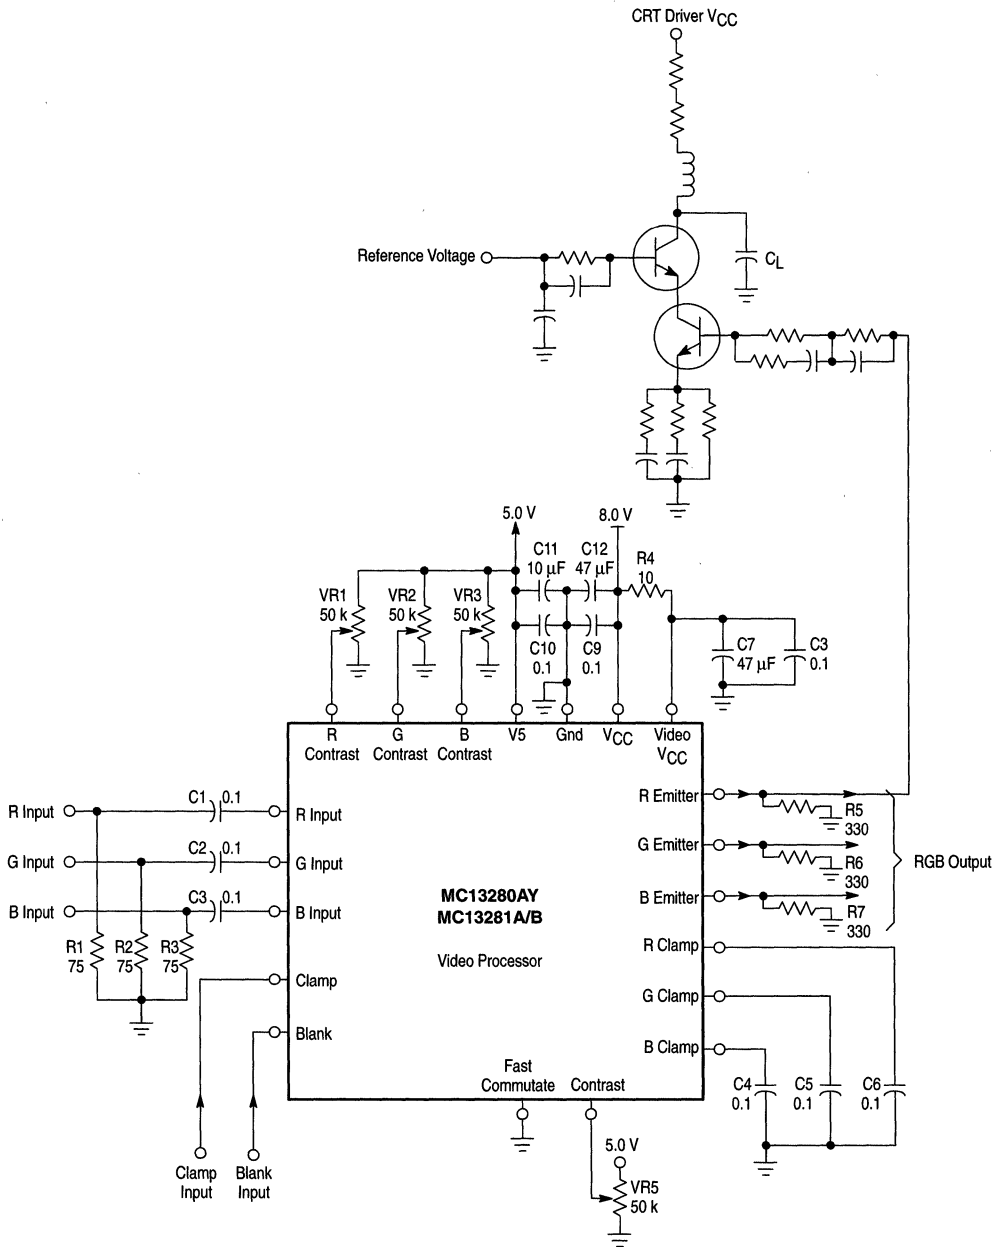 CRT Driver VCC
Reference Voltage
CL
5.0 V
8.0 V
C11
10 µF
C12
47 µF
R4
10
VR1
50 k
VR2
50 k
VR3
50 k
C10
0.1
C9
0.1
C7
47 µF
C3
0.1
R
Contrast
G
Contrast
B
Contrast
V5
Gnd
VCC
Video
VCC
R Input
C1
0.1
R Input
G Input
C2
0.1
G Input
B Input
C3
0.1
B Input
R1
75
R2
75
R3
75
Clamp
Blank
MC13280AY
MC13281A/B
Video Processor
R Emitter
R5
330
G Emitter
R6
330
B Emitter
R7
330
RGB Output
R Clamp
G Clamp
B Clamp
C4
0.1
C5
0.1
C6
0.1
Fast
Commutate
Contrast
Clamp
Input
Blank
Input
5.0 V
VR5
50 k